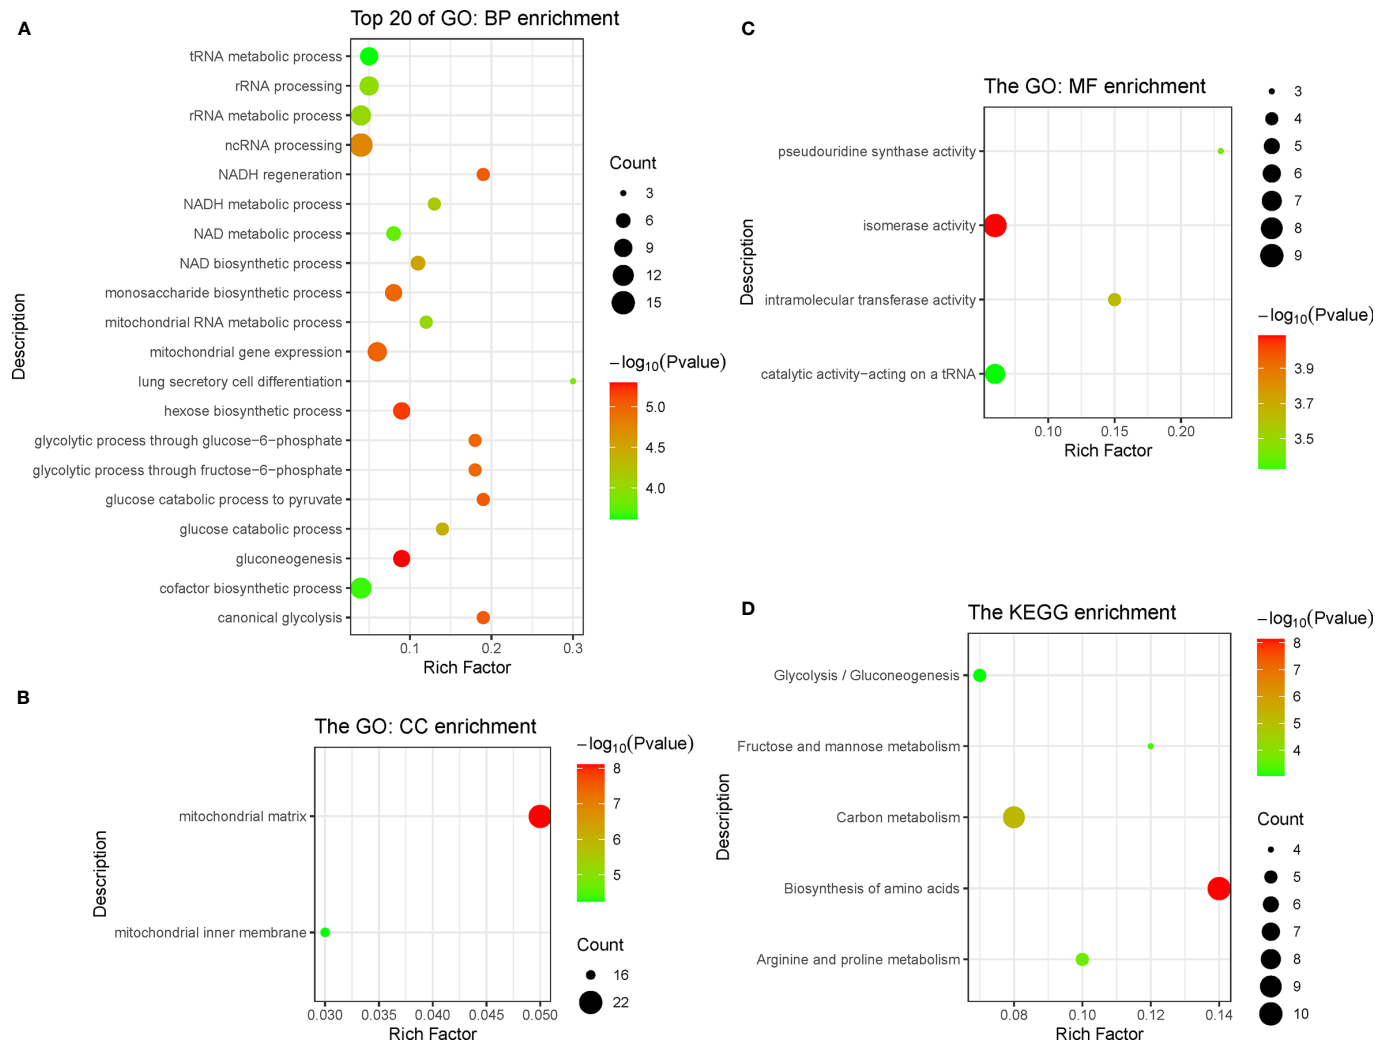 A
Top 20 of GO: BP enrichment
Description
tRNA metabolic process
rRNA processing
rRNA metabolic process
ncRNA processing
NADH regeneration
NADH metabolic process
NAD metabolic process
NAD biosynthetic process
monosaccharide biosynthetic process
mitochondrial RNA metabolic process
mitochondrial gene expression
lung secretory cell differentiation
hexose biosynthetic process
glycolytic process through glucose−6−phosphate
glycolytic process through fructose−6−phosphate
glucose catabolic process to pyruvate
glucose catabolic process
gluconeogenesis
cofactor biosynthetic process
canonical glycolysis
0.1 0.2 0.3
Rich Factor
Count
3
6
9
12
15
−log₁₀(Pvalue)
5.0
4.5
4.0
B
The GO: CC enrichment
Description
mitochondrial matrix
mitochondrial inner membrane
0.030 0.035 0.040 0.045 0.050
Rich Factor
−log₁₀(Pvalue)
8
7
6
5
Count
16
22
C
The GO: MF enrichment
Description
pseudouridine synthase activity
isomerase activity
intramolecular transferase activity
catalytic activity−acting on a tRNA
0.10 0.15 0.20
Rich Factor
3
4
5
6
7
8
9
−log₁₀(Pvalue)
3.9
3.7
3.5
D
The KEGG enrichment
Description
Glycolysis / Gluconeogenesis
Fructose and mannose metabolism
Carbon metabolism
Biosynthesis of amino acids
Arginine and proline metabolism
0.08 0.10 0.12 0.14
Rich Factor
−log₁₀(Pvalue)
8
7
6
5
4
Count
4
5
6
7
8
9
10